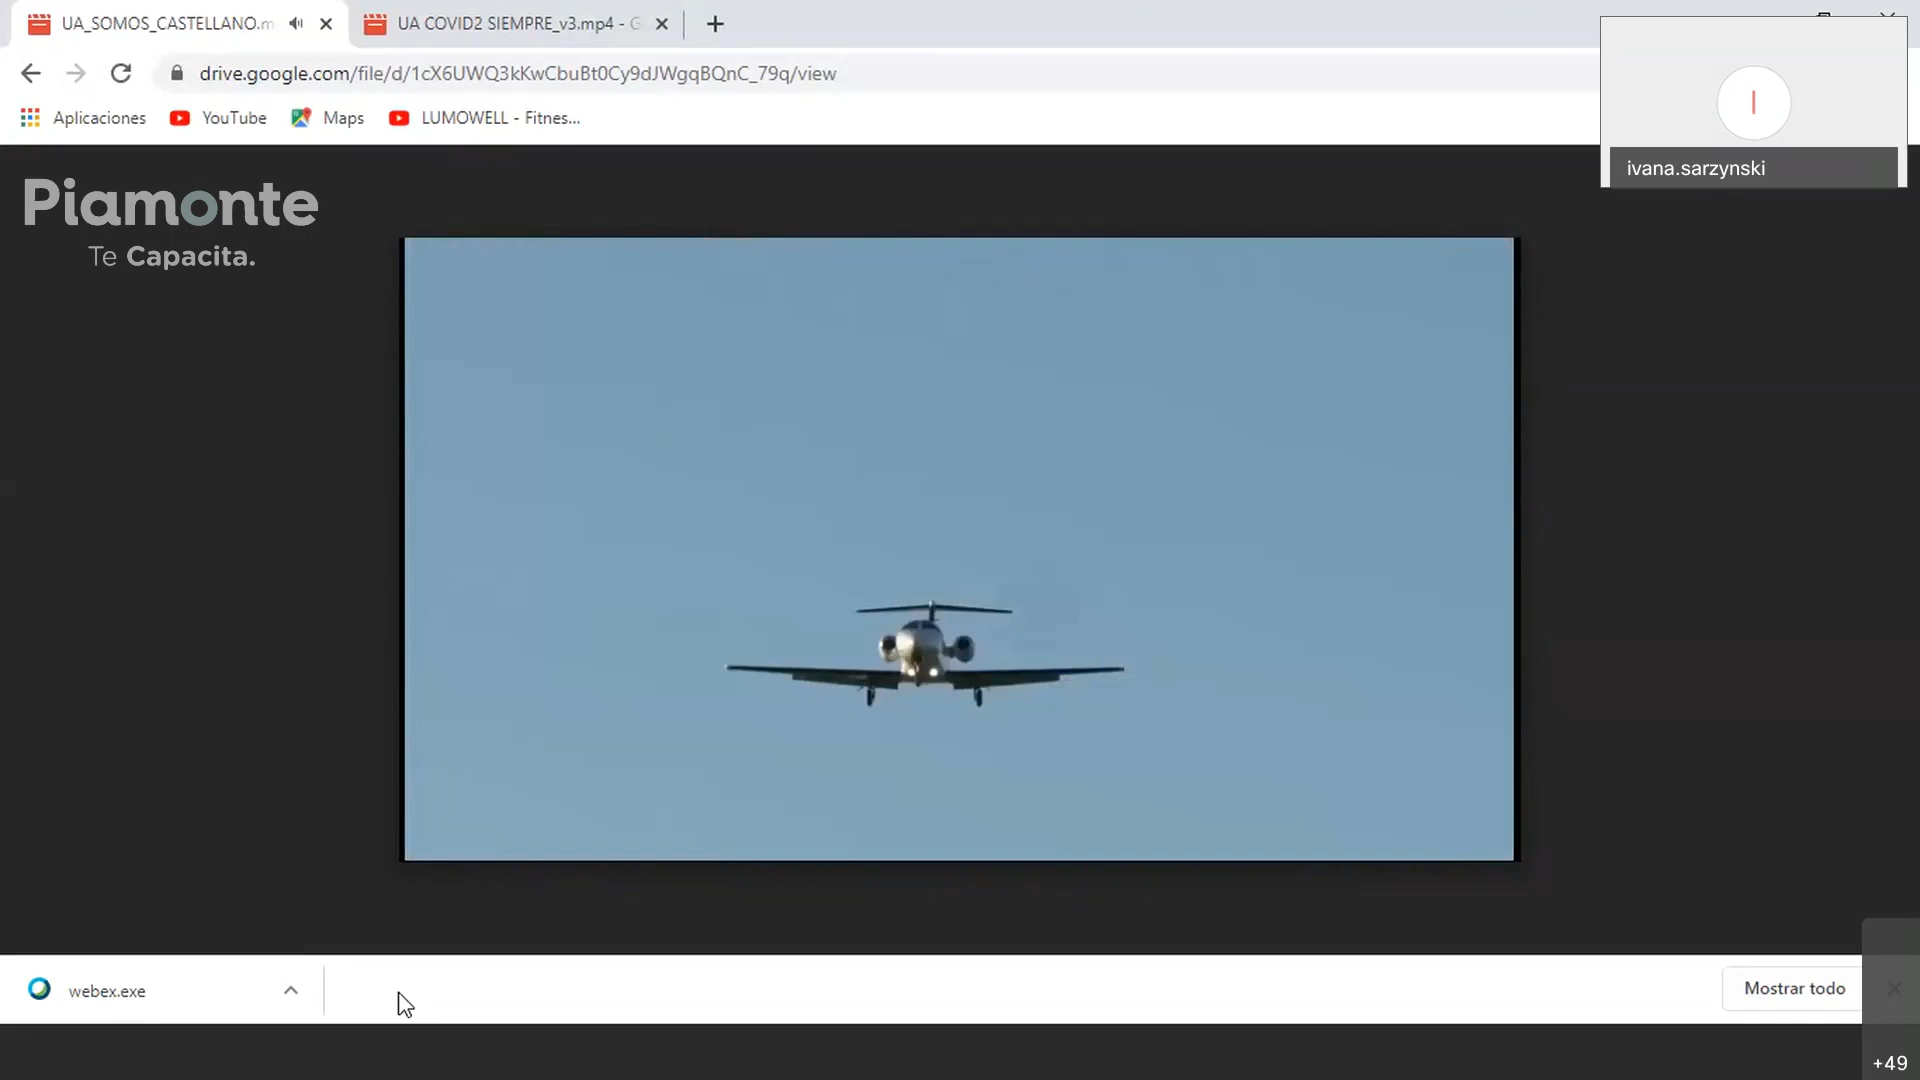 UA_SOMOS_CASTELLANO.m
UA COVID2 SIEMPRE_v3.mp4 - G
drive.google.com/file/d/1cX6UWQ3kKwCbuBt0Cy9dJWgqBQnC_79q/view
Aplicaciones
YouTube
Maps
LUMOWELL - Fitnes...
I
ivana.sarzynski
Piamonte
Te Capacita.
webex.exe
Mostrar todo
+49